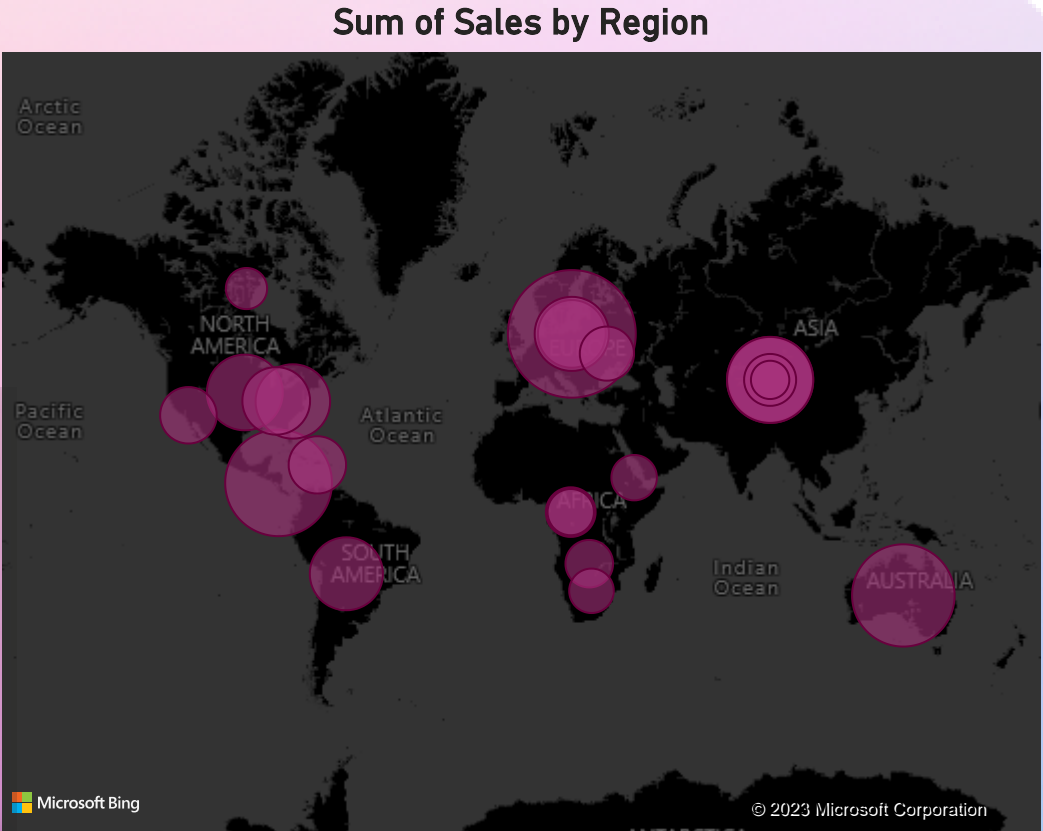 Sum of Sales by Region
Arctic
Ocean
NORTH
AMERICA
ASIA
EUROPE
Pacific
Ocean
Atlantic
Ocean
AFRICA
SOUTH
AMERICA
Indian
Ocean
AUSTRALIA
Microsoft Bing
© 2023 Microsoft Corporation